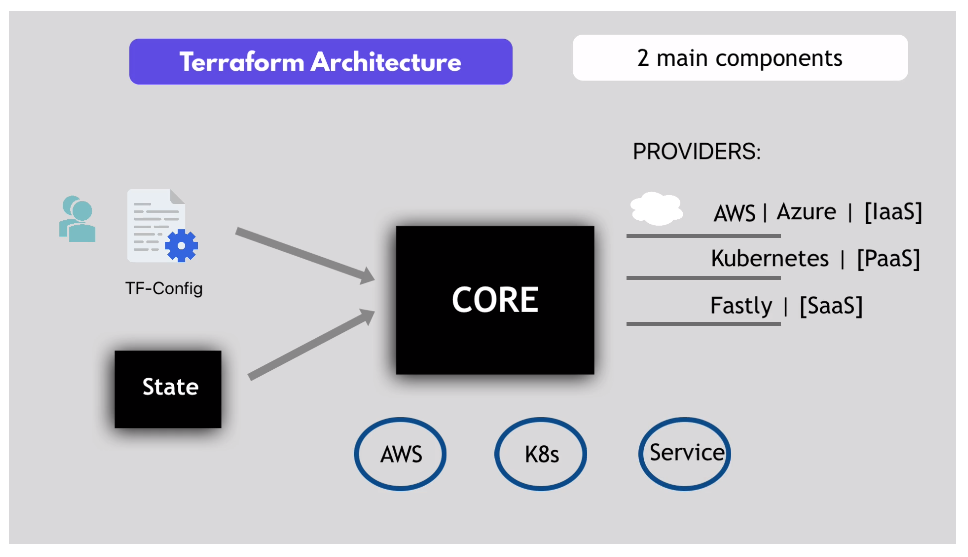 Terraform Architecture
2 main components
PROVIDERS:
AWS | Azure | [IaaS]
Kubernetes | [PaaS]
Fastly | [SaaS]
TF-Config
CORE
State
AWS
K8s
Service